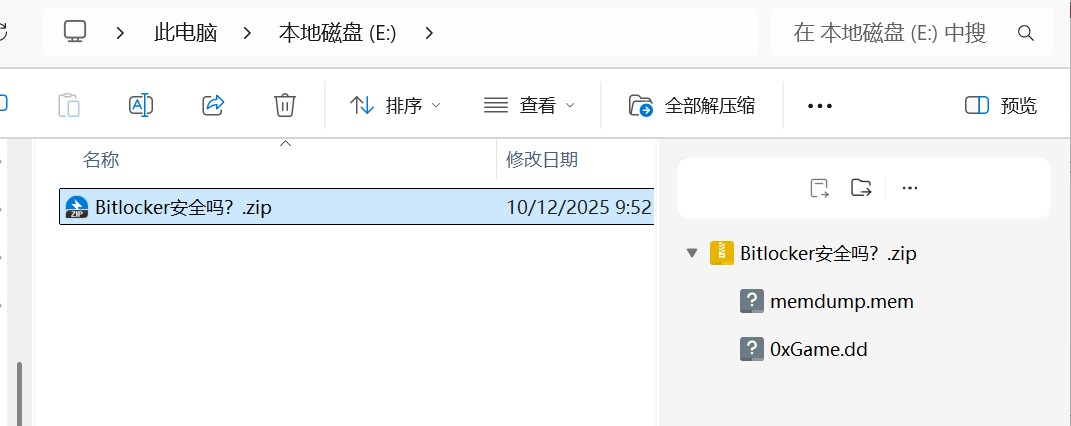 此电脑 本地磁盘 (E:) 在 本地磁盘 (E:) 中搜
排序 查看 全部解压缩 预览
名称 修改日期
Bitlocker安全吗？.zip 10/12/2025 9:52
Bitlocker安全吗？.zip
memdump.mem
0xGame.dd